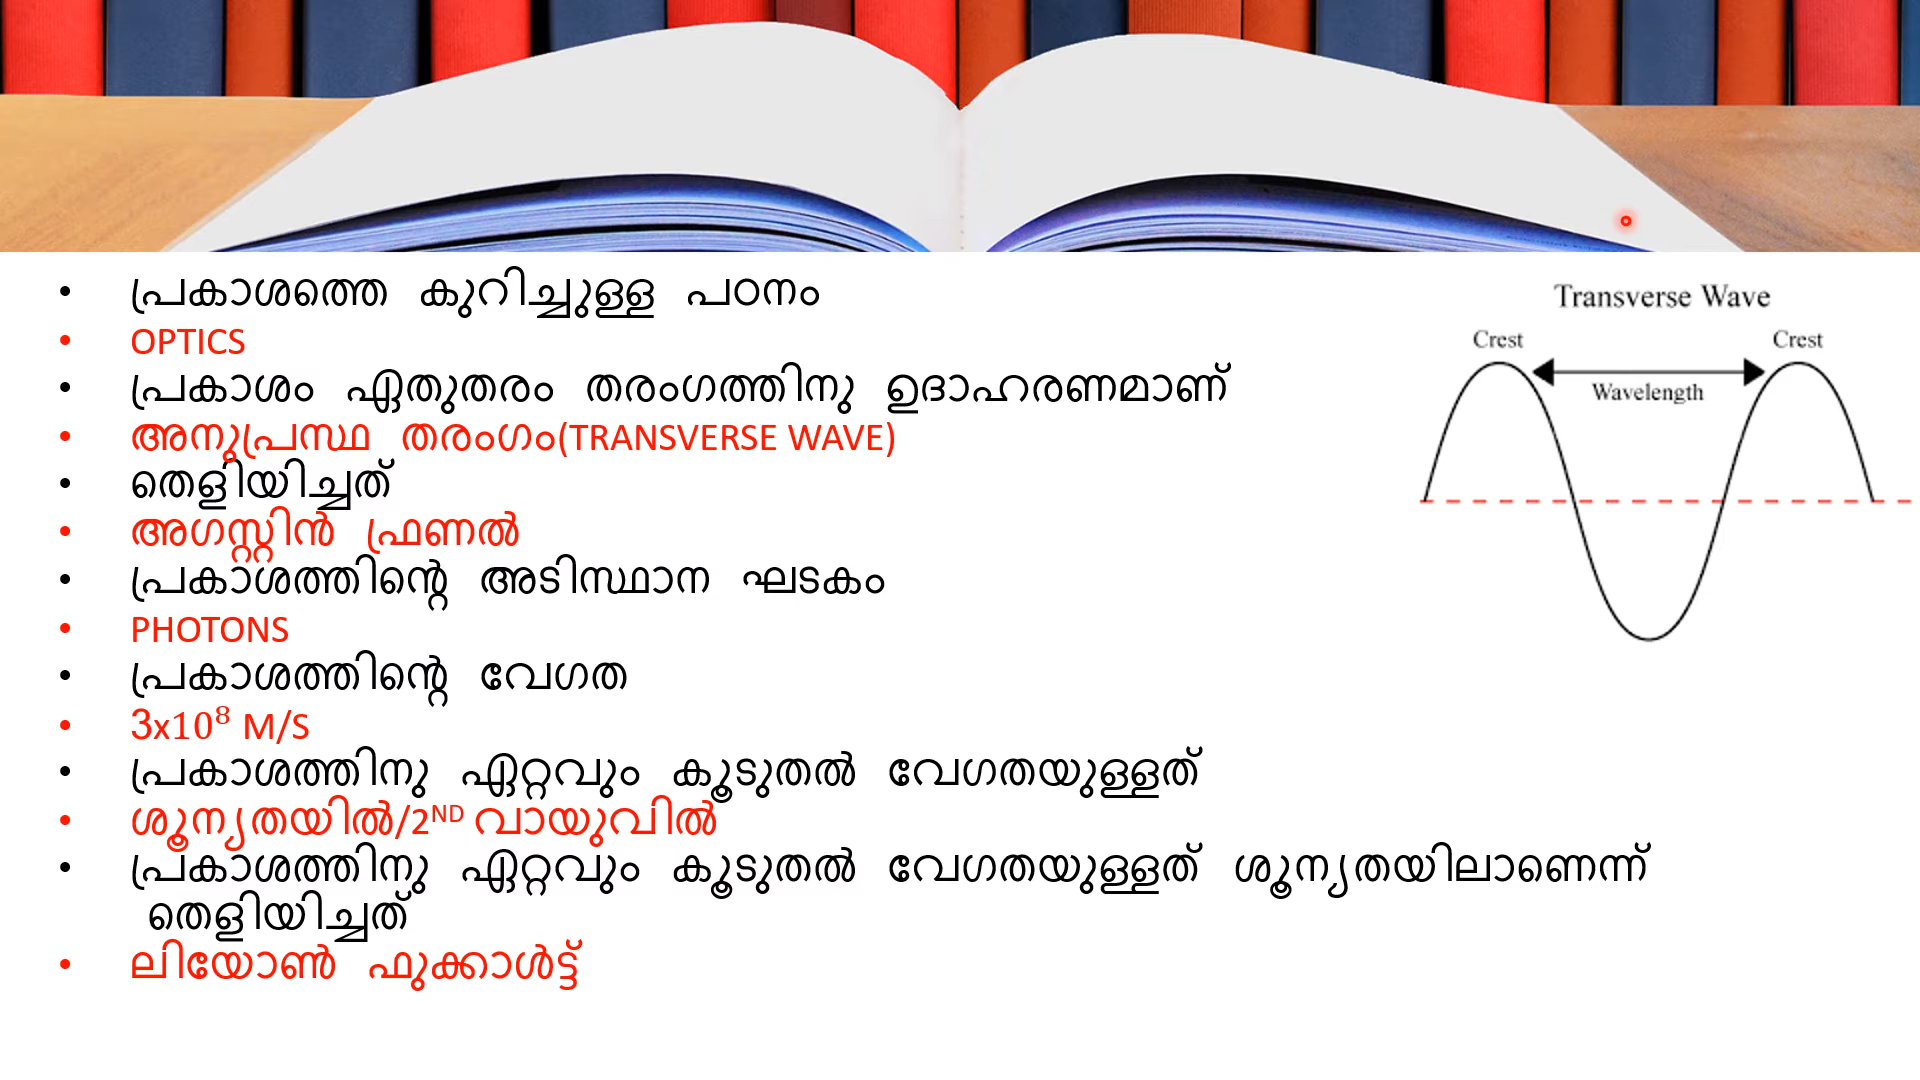 • പ്രകാശത്തെ കുറിച്ചുള്ള പഠനം
• OPTICS
• പ്രകാശം ഏതുതരം തരംഗത്തിനു ഉദാഹരണമാണ്
• അനുപ്രസ്ഥ തരംഗം(TRANSVERSE WAVE)
• തെളിയിച്ചത്
• അഗസ്റ്റിൻ ഫ്രണൽ
• പ്രകാശത്തിന്റെ അടിസ്ഥാന ഘടകം
• PHOTONS
• പ്രകാശത്തിന്റെ വേഗത
• 3x10⁸ M/S
• പ്രകാശത്തിനു ഏറ്റവും കൂടുതൽ വേഗതയുള്ളത്
• ശൂന്യതയിൽ/2ᴺᴰ വായുവിൽ
• പ്രകാശത്തിനു ഏറ്റവും കൂടുതൽ വേഗതയുള്ളത് ശൂന്യതയിലാണെന്ന്
തെളിയിച്ചത്
• ലിയോൺ ഫുക്കാൾട്ട്
Transverse Wave
Crest Crest
Wavelength